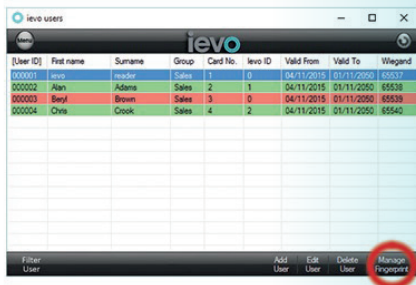 ievo users
Menu
ievo
[User ID] First name Surname Group Card No. Ievo ID Valid From Valid To Wiegand
000001 ievo reader Sales 1 0 04/11/2015 01/11/2050 65537
000002 Alan Adams Sales 2 1 04/11/2015 01/11/2050 65538
000003 Beryl Brown Sales 3 0 04/11/2015 01/11/2050 65539
000004 Chris Crook Sales 4 2 04/11/2015 01/11/2050 65540
Filter User Add User Edit User Delete User Manage Fingerprint